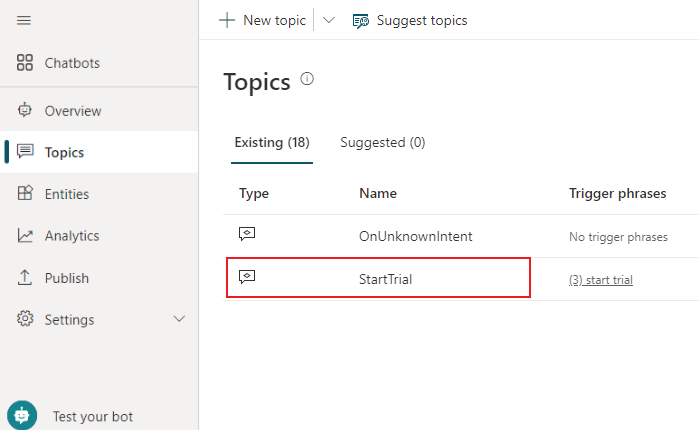 New topic
Suggest topics
Chatbots
Overview
Topics
Entities
Analytics
Publish
Settings
Test your bot
Topics
Existing (18)
Suggested (0)
Type Name Trigger phrases
OnUnknownIntent No trigger phrases
StartTrial (3) start trial